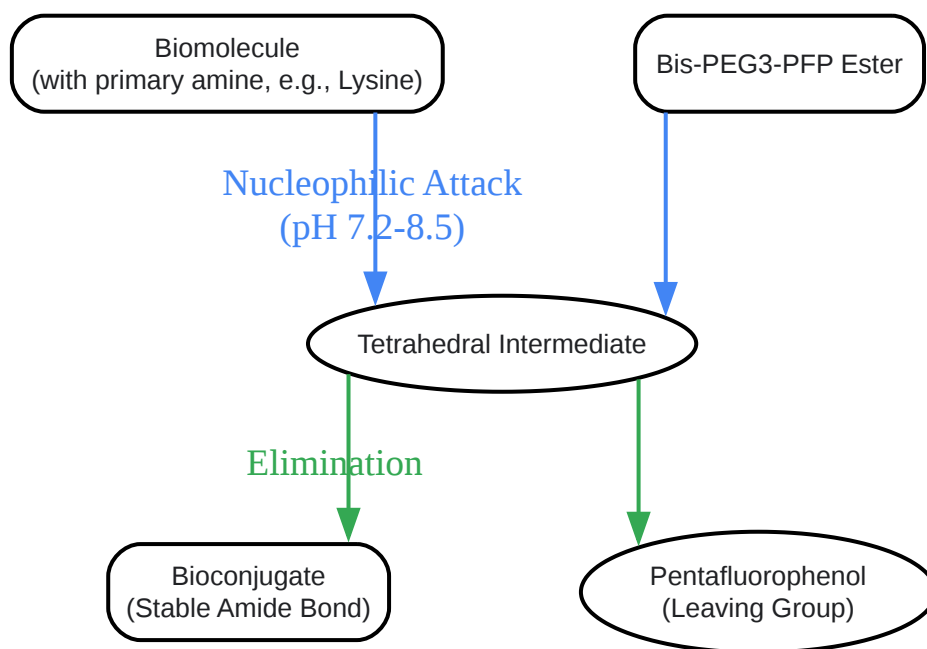 Biomolecule
(with primary amine, e.g., Lysine)
Bis-PEG3-PFP Ester
Nucleophilic Attack
(pH 7.2-8.5)
Tetrahedral Intermediate
Elimination
Bioconjugate
(Stable Amide Bond)
Pentafluorophenol
(Leaving Group)